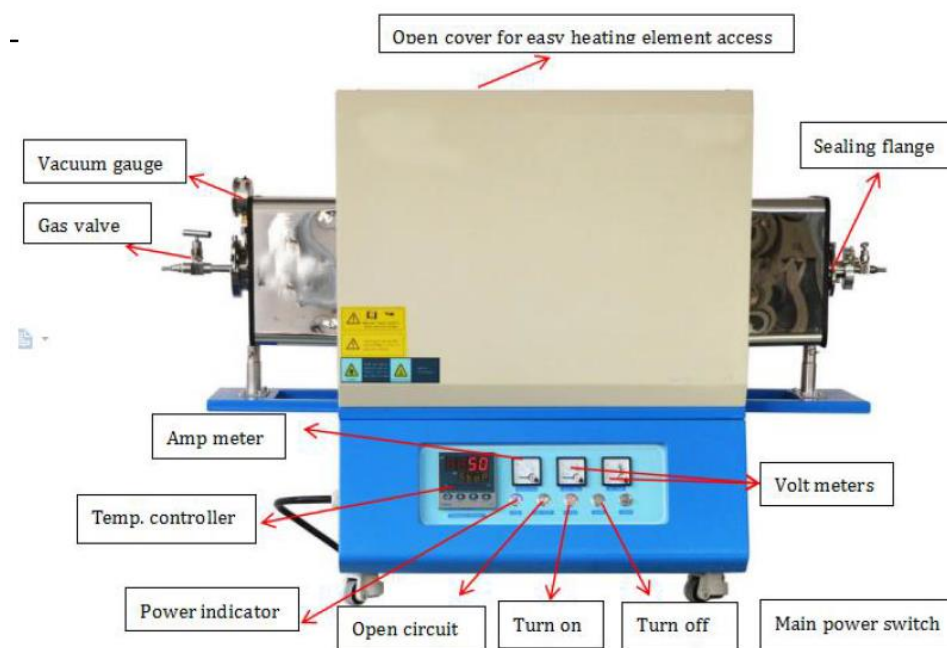 Open cover for easy heating element access
Vacuum gauge
Sealing flange
Gas valve
Amp meter
50
Volt meters
Temp. controller
Power indicator
Open circuit
Turn on
Turn off
Main power switch